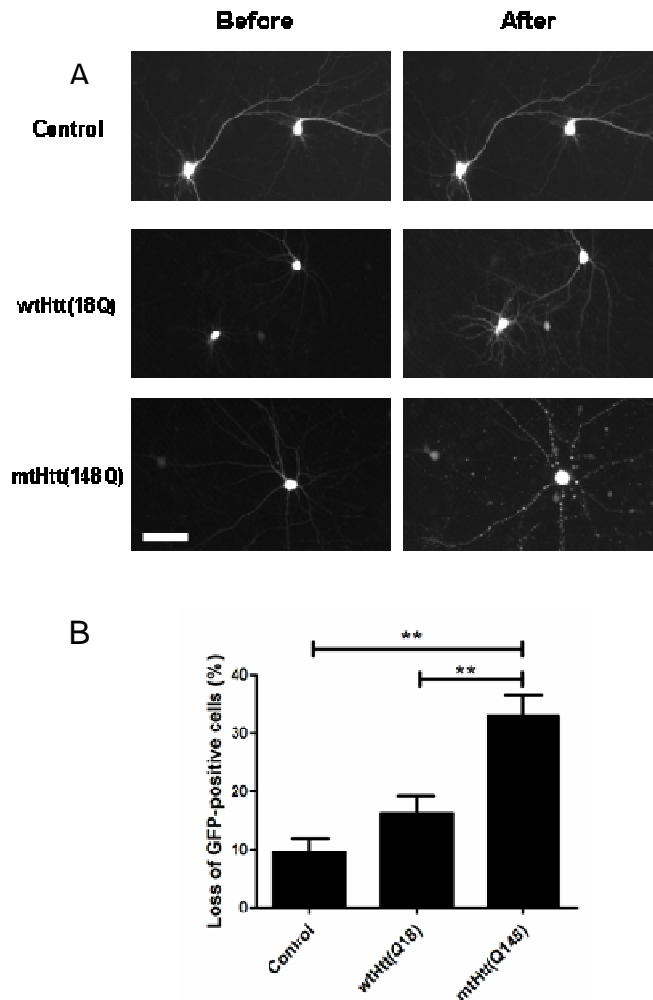 Before After
A
Control
wtHtt(18Q)
mtHtt(148Q)
B
**
**
Loss of GFP-positive cells (%)
40
30
20
10
0
Control
wtHtt(Q18)
mtHtt(Q148)